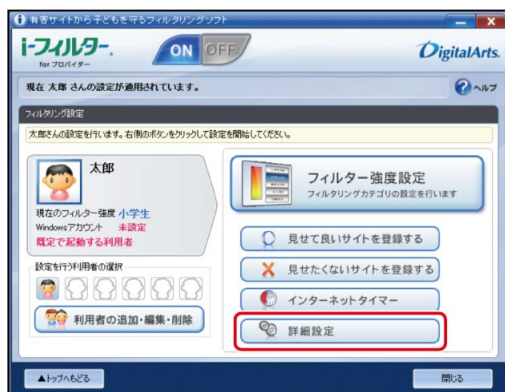 有害サイトから子どもを守るフィルタリングソフト
i-フィルター.
for プロバイダー
ON OFF
DigitalArts.
現在 太郎 さんの設定が適用されています。
ヘルプ
フィルタリング設定
太郎さんの設定を行います。右側のボタンをクリックして設定を開始してください。
太郎
現在のフィルター強度 小学生
Windowsアカウント 未設定
既定で起動する利用者
設定を行う利用者の選択
利用者の追加・編集・削除
フィルター強度設定
フィルタリングカテゴリの設定を行います
見せて良いサイトを登録する
見せたくないサイトを登録する
インターネットタイマー
詳細設定
▲トップへもどる
閉じる